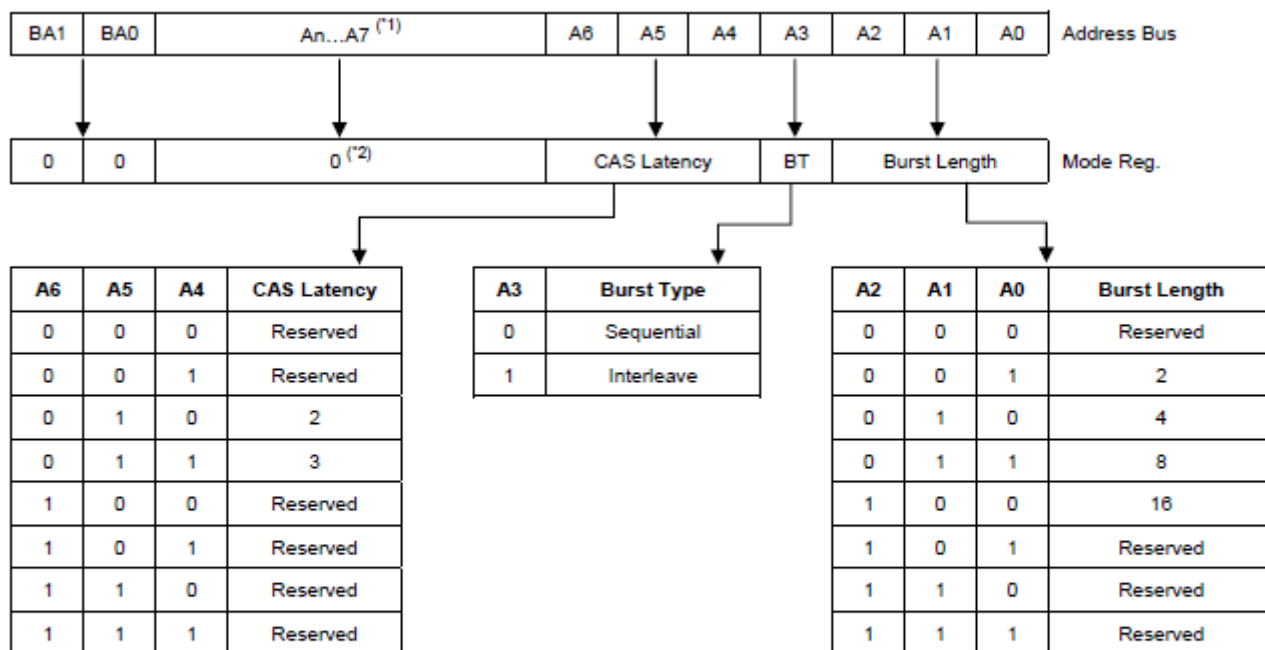 BA1 BA0 An...A7 (*1) A6 A5 A4 A3 A2 A1 A0 Address Bus
0 0 0 (*2) CAS Latency BT Burst Length Mode Reg.
A6 A5 A4 CAS Latency A3 Burst Type A2 A1 A0 Burst Length
0 0 0 Reserved 0 Sequential 0 0 0 Reserved
0 0 1 Reserved 1 Interleave 0 0 1 2
0 1 0 2 0 1 0 4
0 1 1 3 0 1 1 8
1 0 0 Reserved 1 0 0 16
1 0 1 Reserved 1 0 1 Reserved
1 1 0 Reserved 1 1 0 Reserved
1 1 1 Reserved 1 1 1 Reserved